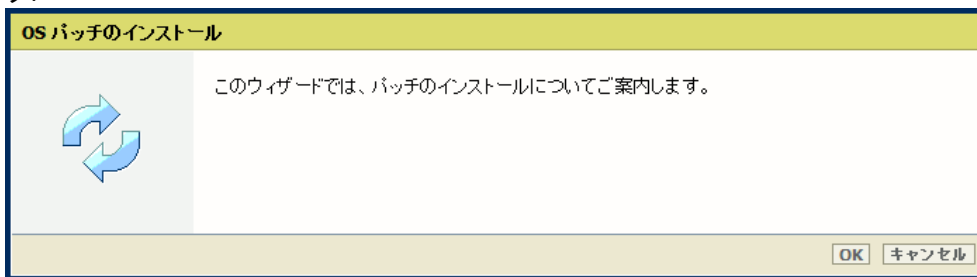 OS パッチのインストール
このウィザードでは、パッチのインストールについてご案内します。
OK キャンセル